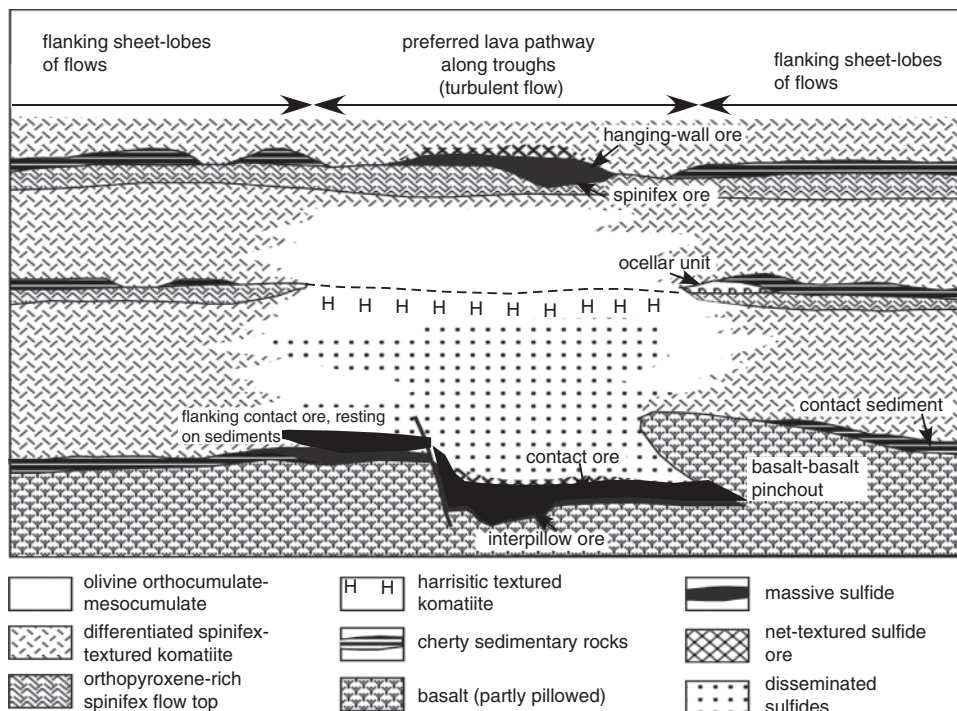 flanking sheet-lobes
of flows
preferred lava pathway
along troughs
(turbulent flow)
flanking sheet-lobes
of flows
hanging-wall ore
spinifex ore
ocellar unit
H H H H H H H H H
flanking contact ore, resting
on sediments
contact sediment
contact ore
basalt-basalt
pinchout
interpillow ore
olivine orthocumulate-
mesocumulate
H H
harrisitic textured
komatiite
massive sulfide
differentiated spinifex-
textured komatiite
cherty sedimentary rocks
net-textured sulfide
ore
orthopyroxene-rich
spinifex flow top
basalt (partly pillowed)
disseminated
sulfides